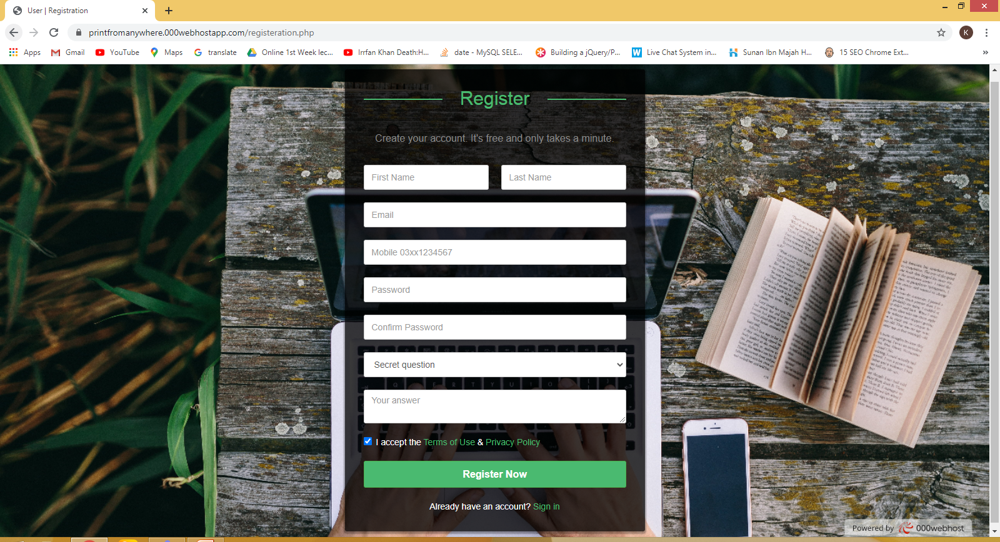 User | Registration
printfromanywhere.000webhostapp.com/registeration.php
K
Apps Gmail YouTube Maps translate Online 1st Week lec... Irrfan Khan Death:H... date - MySQL SELE... Building a jQuery/P... Live Chat System in... Sunan Ibn Majah H... 15 SEO Chrome Ext... »
Register
Create your account. It's free and only takes a minute.
First Name Last Name
Email
Mobile 03xx1234567
Password
Confirm Password
Secret question
Your answer
I accept the Terms of Use & Privacy Policy
Register Now
Already have an account? Sign in
Powered by 000webhost